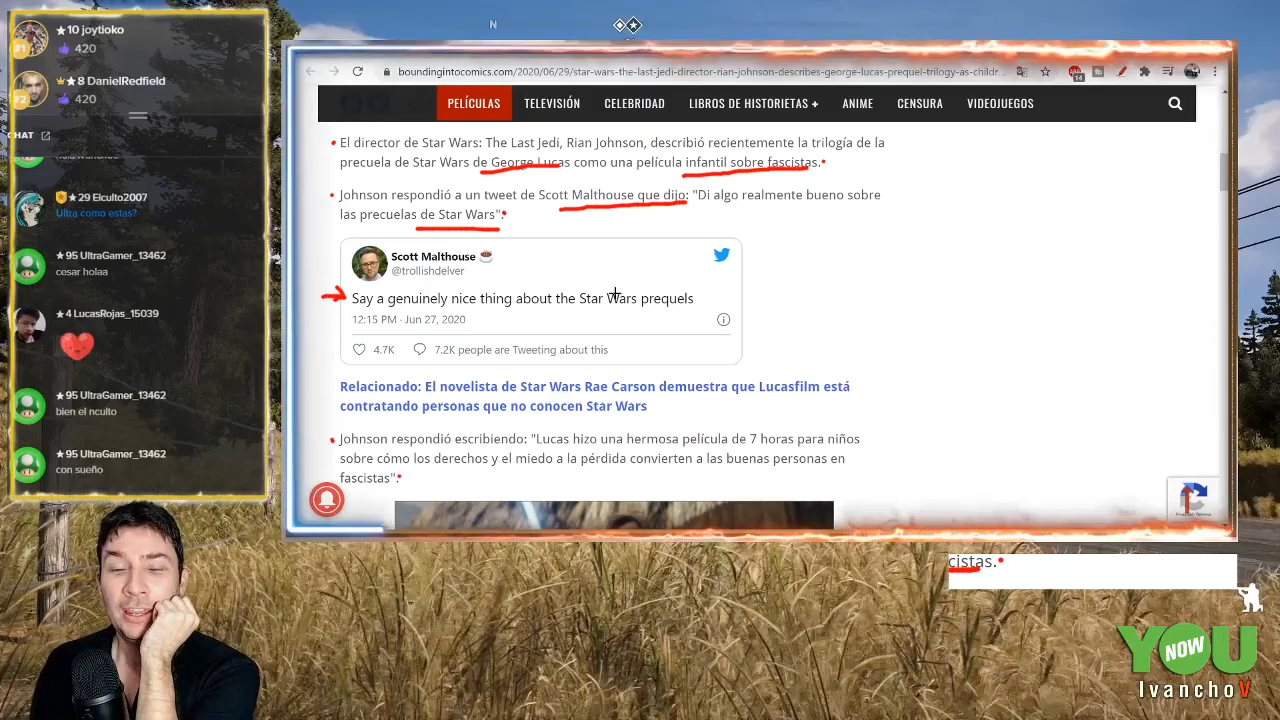 ★10 joytioko
#1
420
★8 DanielRedfield
#2
420
CHAT
★29 Elculto2007
Ultra como estas?
★95 UltraGamer_13462
cesar holaa
★4 LucasRojas_15039
★95 UltraGamer_13462
bien el nculto
★95 UltraGamer_13462
con sueño
N
boundingintocomics.com/2020/06/29/star-wars-the-last-jedi-director-rian-johnson-describes-george-lucas-prequel-trilogy-as-childr...
14
PELÍCULAS TELEVISIÓN CELEBRIDAD LIBROS DE HISTORIETAS + ANIME CENSURA VIDEOJUEGOS
El director de Star Wars: The Last Jedi, Rian Johnson, describió recientemente la trilogía de la
precuela de Star Wars de George Lucas como una película infantil sobre fascistas.
Johnson respondió a un tweet de Scott Malthouse que dijo: "Di algo realmente bueno sobre
las precuelas de Star Wars".
Scott Malthouse
@trollishdelver
Say a genuinely nice thing about the Star Wars prequels
12:15 PM · Jun 27, 2020
4.7K 7.2K people are Tweeting about this
Relacionado: El novelista de Star Wars Rae Carson demuestra que Lucasfilm está
contratando personas que no conocen Star Wars
Johnson respondió escribiendo: "Lucas hizo una hermosa película de 7 horas para niños
sobre cómo los derechos y el miedo a la pérdida convierten a las buenas personas en
fascistas".
cistas.
YOU
NOW
IvanchoV